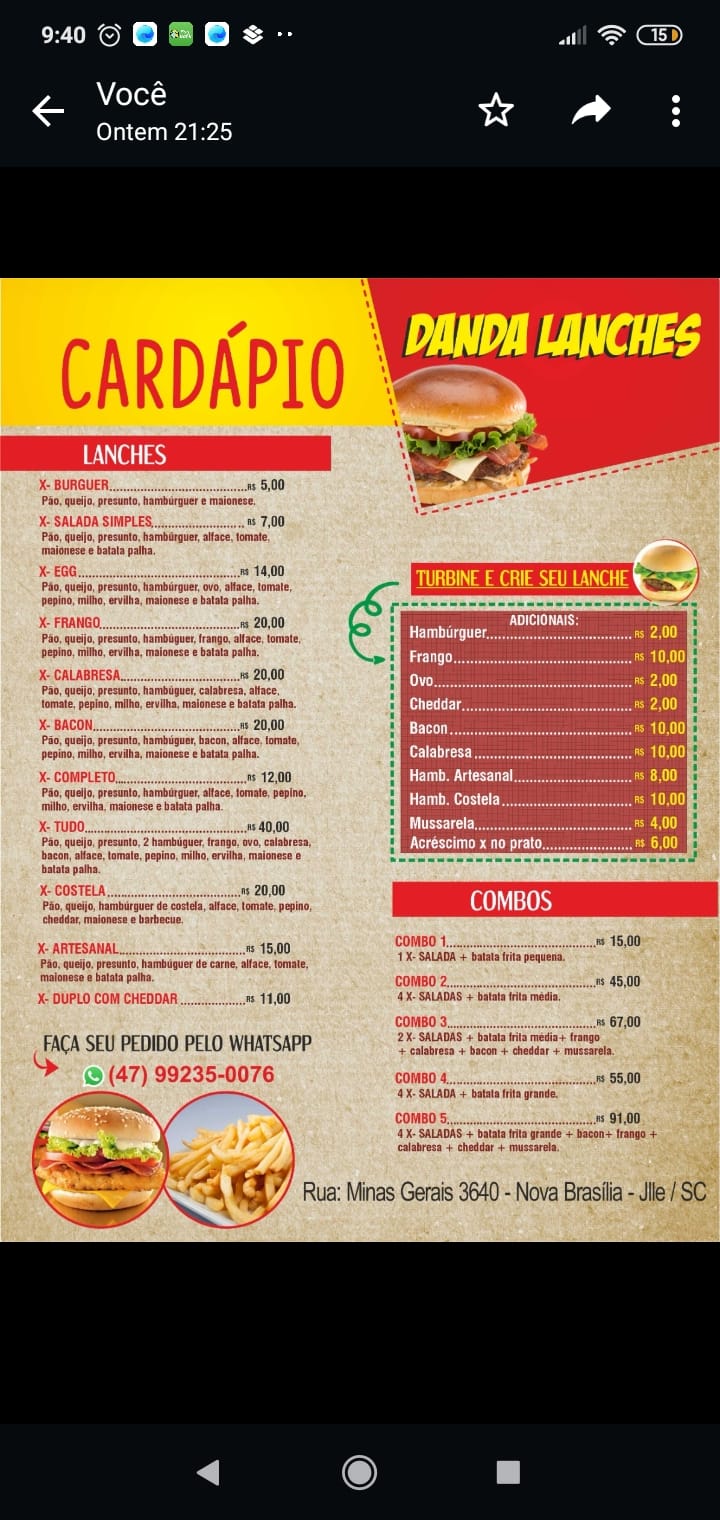 9:40
15
Você
Ontem 21:25
CARDÁPIO
DANDA LANCHES
LANCHES
X- BURGUER R$ 5,00
Pão, queijo, presunto, hambúrguer e maionese.
X- SALADA SIMPLES R$ 7,00
Pão, queijo, presunto, hambúrguer, alface, tomate,
maionese e batata palha.
X- EGG R$ 14,00
Pão, queijo, presunto, hambúrguer, ovo, alface, tomate,
pepino, milho, ervilha, maionese e batata palha.
X- FRANGO R$ 20,00
Pão, queijo, presunto, hambúguer, frango, alface, tomate,
pepino, milho, ervilha, maionese e batata palha.
X- CALABRESA R$ 20,00
Pão, queijo, presunto, hambúguer, calabresa, alface,
tomate, pepino, milho, ervilha, maionese e batata palha.
X- BACON R$ 20,00
Pão, queijo, presunto, hambúguer, bacon, alface, tomate,
pepino, milho, ervilha, maionese e batata palha.
X- COMPLETO R$ 12,00
Pão, queijo, presunto, hambúrguer, alface, tomate, pepino,
milho, ervilha, maionese e batata palha.
X- TUDO R$ 40,00
Pão, queijo, presunto, 2 hambúguer, frango, ovo, calabresa,
bacon, alface, tomate, pepino, milho, ervilha, maionese e
batata palha.
X- COSTELA R$ 20,00
Pão, queijo, hambúrguer de costela, alface, tomate, pepino,
cheddar, maionese e barbecue.
X- ARTESANAL R$ 15,00
Pão, queijo, presunto, hambúguer de carne, alface, tomate,
maionese e batata palha.
X- DUPLO COM CHEDDAR R$ 11,00
FAÇA SEU PEDIDO PELO WHATSAPP
(47) 99235-0076
TURBINE E CRIE SEU LANCHE
ADICIONAIS:
Hambúrguer R$ 2,00
Frango R$ 10,00
Ovo R$ 2,00
Cheddar R$ 2,00
Bacon R$ 10,00
Calabresa R$ 10,00
Hamb. Artesanal R$ 8,00
Hamb. Costela R$ 10,00
Mussarela R$ 4,00
Acréscimo x no prato R$ 6,00
COMBOS
COMBO 1 R$ 15,00
1 X- SALADA + batata frita pequena.
COMBO 2 R$ 45,00
4 X- SALADAS + batata frita média.
COMBO 3 R$ 67,00
2 X- SALADAS + batata frita média+ frango
+ calabresa + bacon + cheddar + mussarela.
COMBO 4 R$ 55,00
4 X- SALADA + batata frita grande.
COMBO 5 R$ 91,00
4 X- SALADAS + batata frita grande + bacon+ frango +
calabresa + cheddar + mussarela.
Rua: Minas Gerais 3640 - Nova Brasília - Jlle / SC